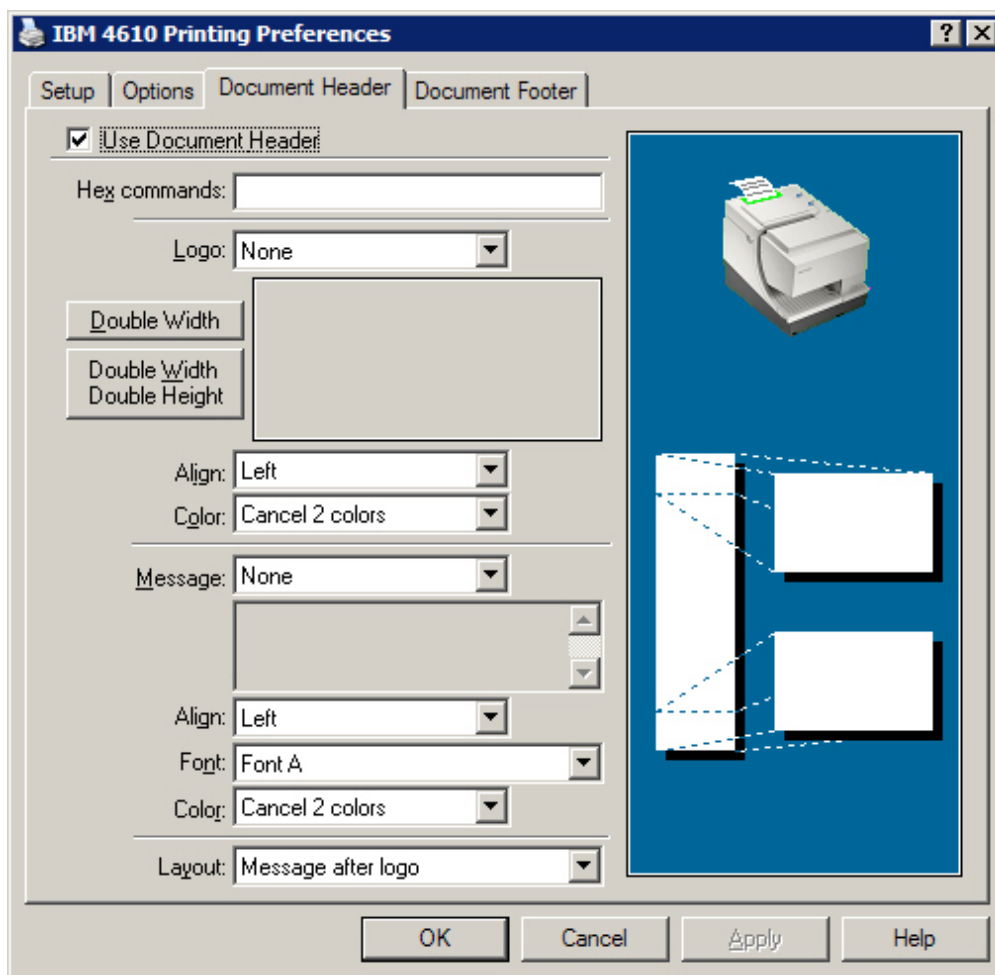 IBM 4610 Printing Preferences
Setup Options Document Header Document Footer
Use Document Header
Hex commands:
Logo: None
Double Width
Double Width
Double Height
Align: Left
Color: Cancel 2 colors
Message: None
Align: Left
Font: Font A
Color: Cancel 2 colors
Layout: Message after logo
OK Cancel Apply Help